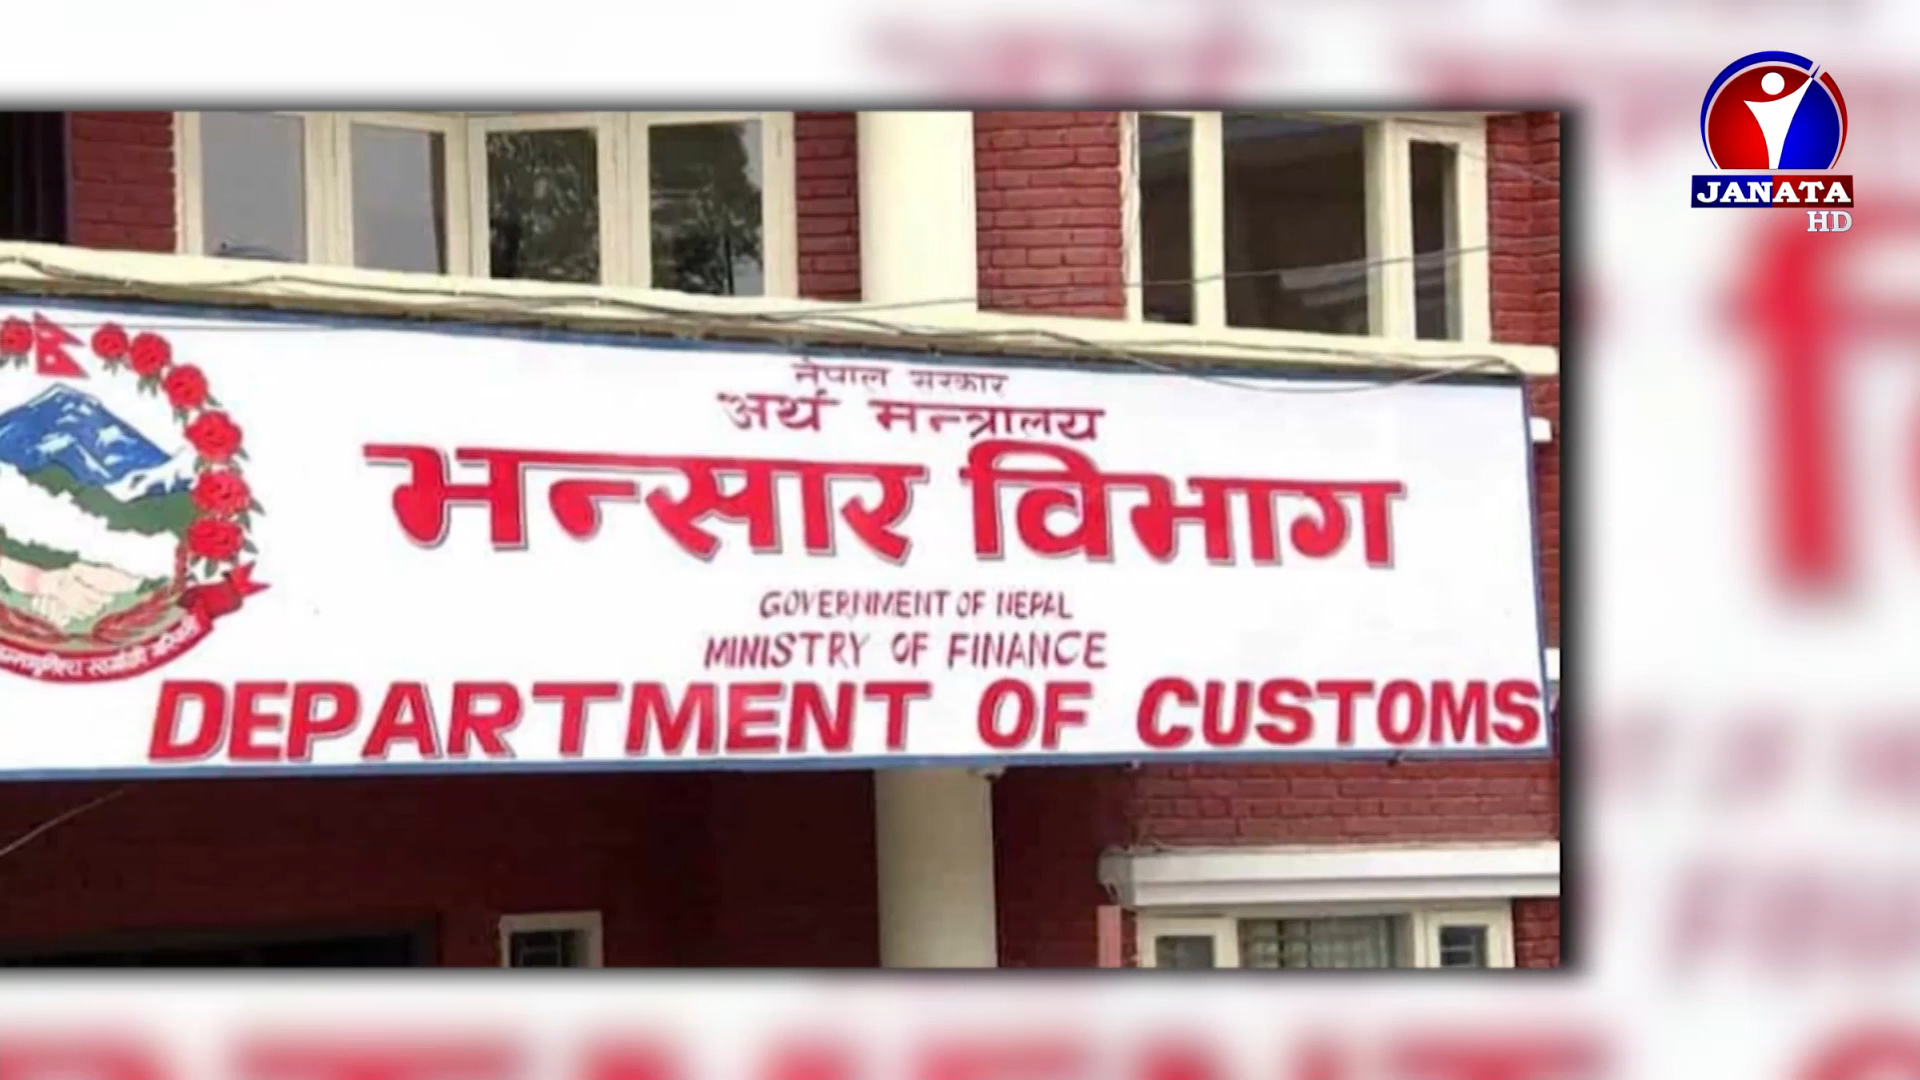 JANATA
HD
नेपाल सरकार
अर्थ मन्त्रालय
भन्सार विभाग
GOVERNMENT OF NEPAL
MINISTRY OF FINANCE
DEPARTMENT OF CUSTOMS